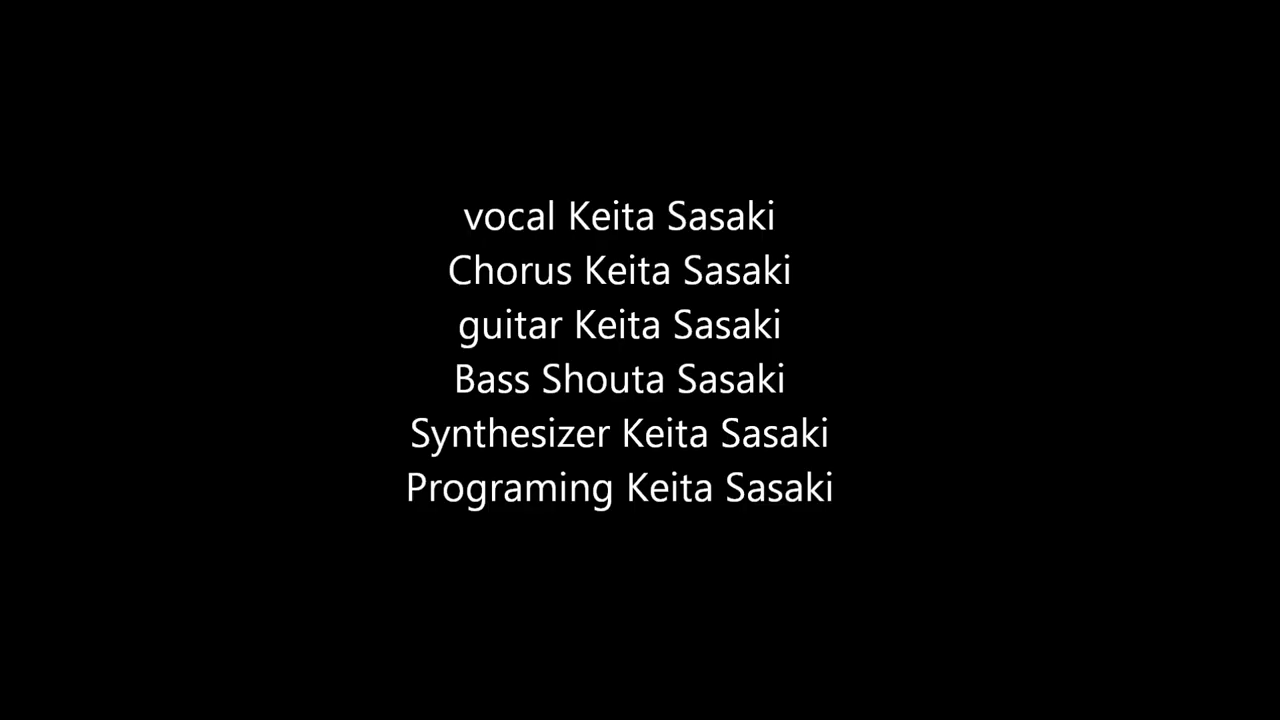 vocal Keita Sasaki
Chorus Keita Sasaki
guitar Keita Sasaki
Bass Shouta Sasaki
Synthesizer Keita Sasaki
Programing Keita Sasaki